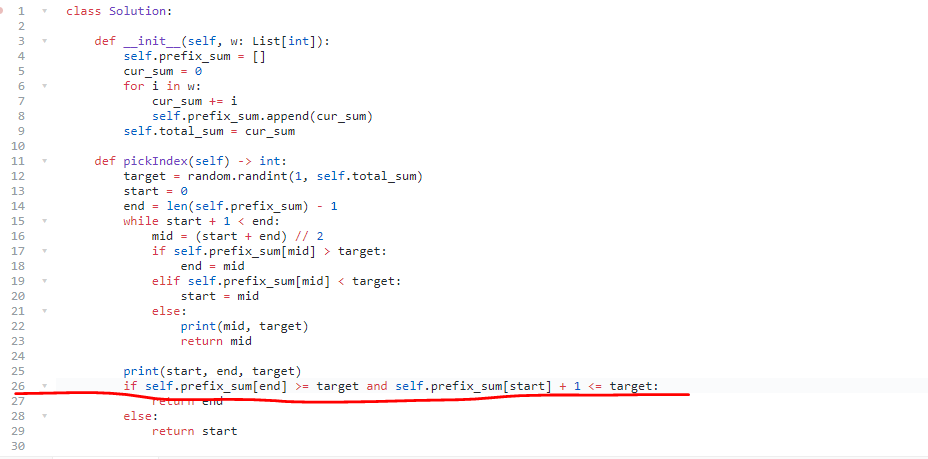 1 class Solution:
2
3 def __init__(self, w: List[int]):
4 self.prefix_sum = []
5 cur_sum = 0
6 for i in w:
7 cur_sum += i
8 self.prefix_sum.append(cur_sum)
9 self.total_sum = cur_sum
10
11 def pickIndex(self) -> int:
12 target = random.randint(1, self.total_sum)
13 start = 0
14 end = len(self.prefix_sum) - 1
15 while start + 1 < end:
16 mid = (start + end) // 2
17 if self.prefix_sum[mid] > target:
18 end = mid
19 elif self.prefix_sum[mid] < target:
20 start = mid
21 else:
22 print(mid, target)
23 return mid
24
25 print(start, end, target)
26 if self.prefix_sum[end] >= target and self.prefix_sum[start] + 1 <= target:
27 return end
28 else:
29 return start
30